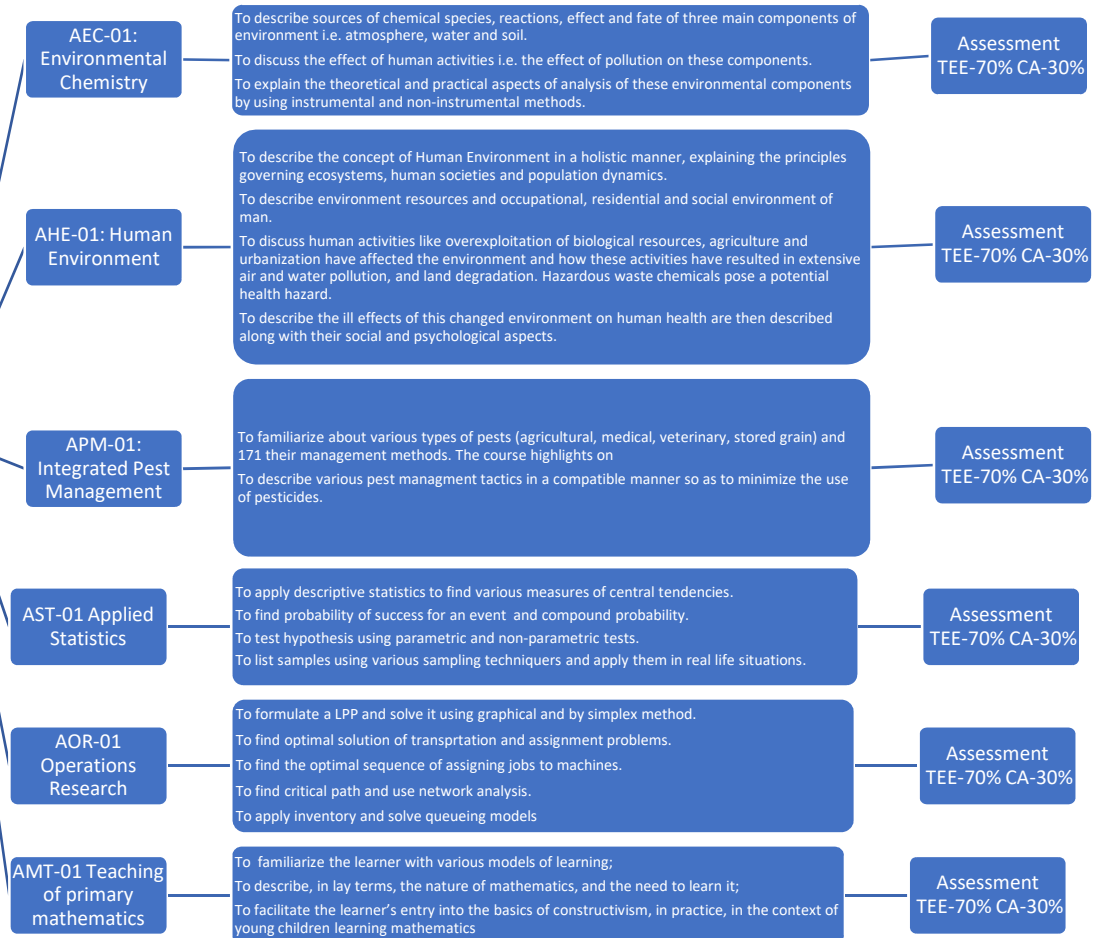 AEC-01:
Environmental
Chemistry
To describe sources of chemical species, reactions, effect and fate of three main components of
environment i.e. atmosphere, water and soil.
To discuss the effect of human activities i.e. the effect of pollution on these components.
To explain the theoretical and practical aspects of analysis of these environmental components
by using instrumental and non-instrumental methods.
Assessment
TEE-70% CA-30%
AHE-01: Human
Environment
To describe the concept of Human Environment in a holistic manner, explaining the principles
governing ecosystems, human societies and population dynamics.
To describe environment resources and occupational, residential and social environment of
man.
To discuss human activities like overexploitation of biological resources, agriculture and
urbanization have affected the environment and how these activities have resulted in extensive
air and water pollution, and land degradation. Hazardous waste chemicals pose a potential
health hazard.
To describe the ill effects of this changed environment on human health are then described
along with their social and psychological aspects.
Assessment
TEE-70% CA-30%
APM-01:
Integrated Pest
Management
To familiarize about various types of pests (agricultural, medical, veterinary, stored grain) and
171 their management methods. The course highlights on
To describe various pest managment tactics in a compatible manner so as to minimize the use
of pesticides.
Assessment
TEE-70% CA-30%
AST-01 Applied
Statistics
To apply descriptive statistics to find various measures of central tendencies.
To find probability of success for an event and compound probability.
To test hypothesis using parametric and non-parametric tests.
To list samples using various sampling techniquers and apply them in real life situations.
Assessment
TEE-70% CA-30%
AOR-01
Operations
Research
To formulate a LPP and solve it using graphical and by simplex method.
To find optimal solution of transprtation and assignment problems.
To find the optimal sequence of assigning jobs to machines.
To find critical path and use network analysis.
To apply inventory and solve queueing models
Assessment
TEE-70% CA-30%
AMT-01 Teaching
of primary
mathematics
To familiarize the learner with various models of learning;
To describe, in lay terms, the nature of mathematics, and the need to learn it;
To facilitate the learner's entry into the basics of constructivism, in practice, in the context of
young children learning mathematics
Assessment
TEE-70% CA-30%